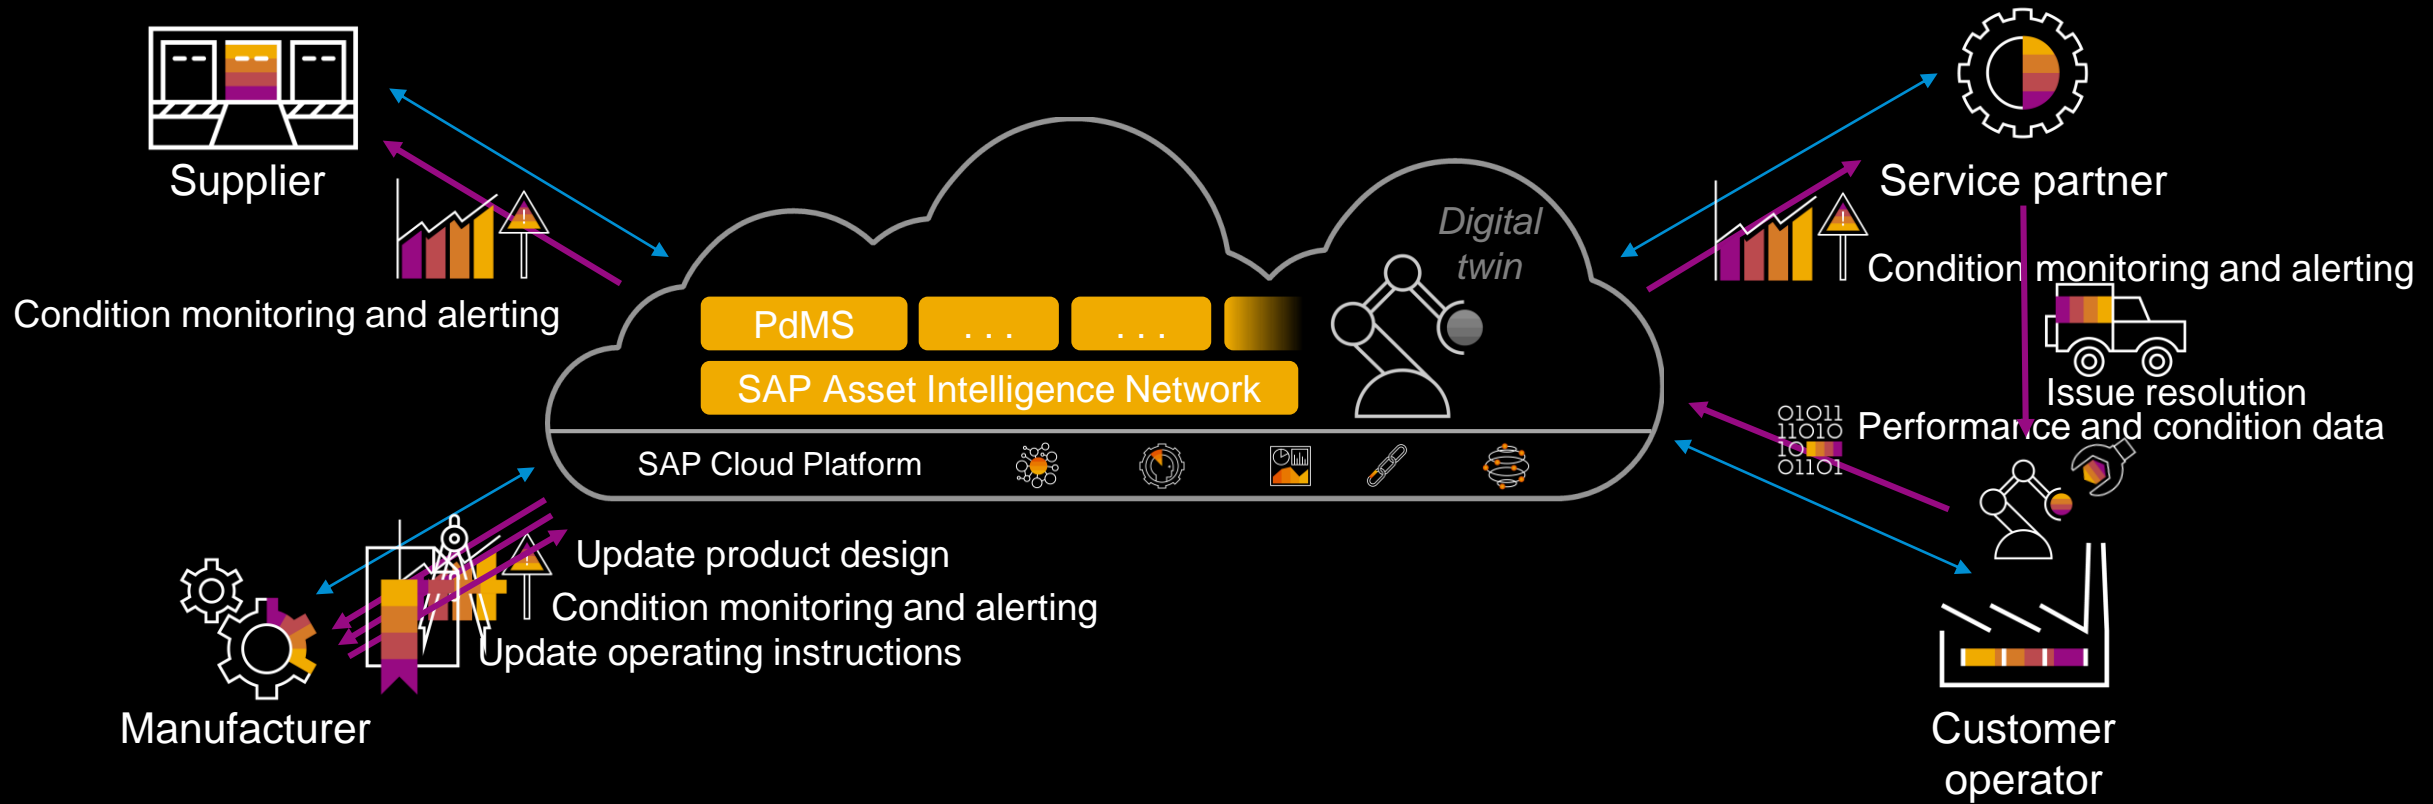 Supplier
Condition monitoring and alerting
Digital
twin
PdMS
. . .
. . .
SAP Asset Intelligence Network
SAP Cloud Platform
Service partner
Condition monitoring and alerting
Issue resolution
01011
11010
10
01101
Performance and condition data
Update product design
Condition monitoring and alerting
Update operating instructions
Manufacturer
Customer
operator